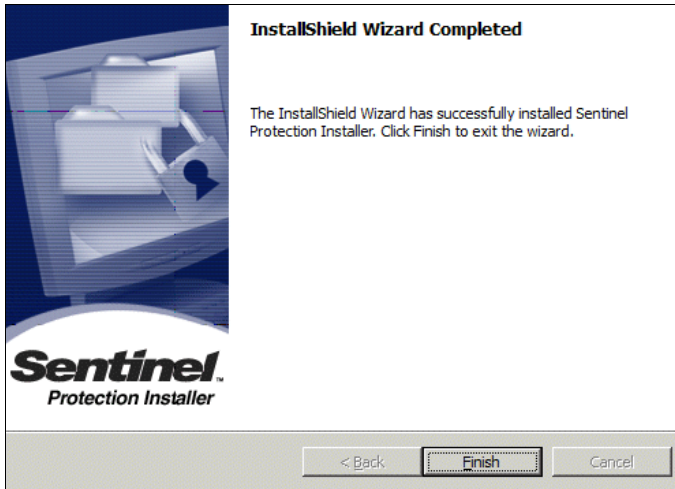 InstallShield Wizard Completed
The InstallShield Wizard has successfully installed Sentinel
Protection Installer. Click Finish to exit the wizard.
Sentinel™
Protection Installer
< Back
Finish
Cancel